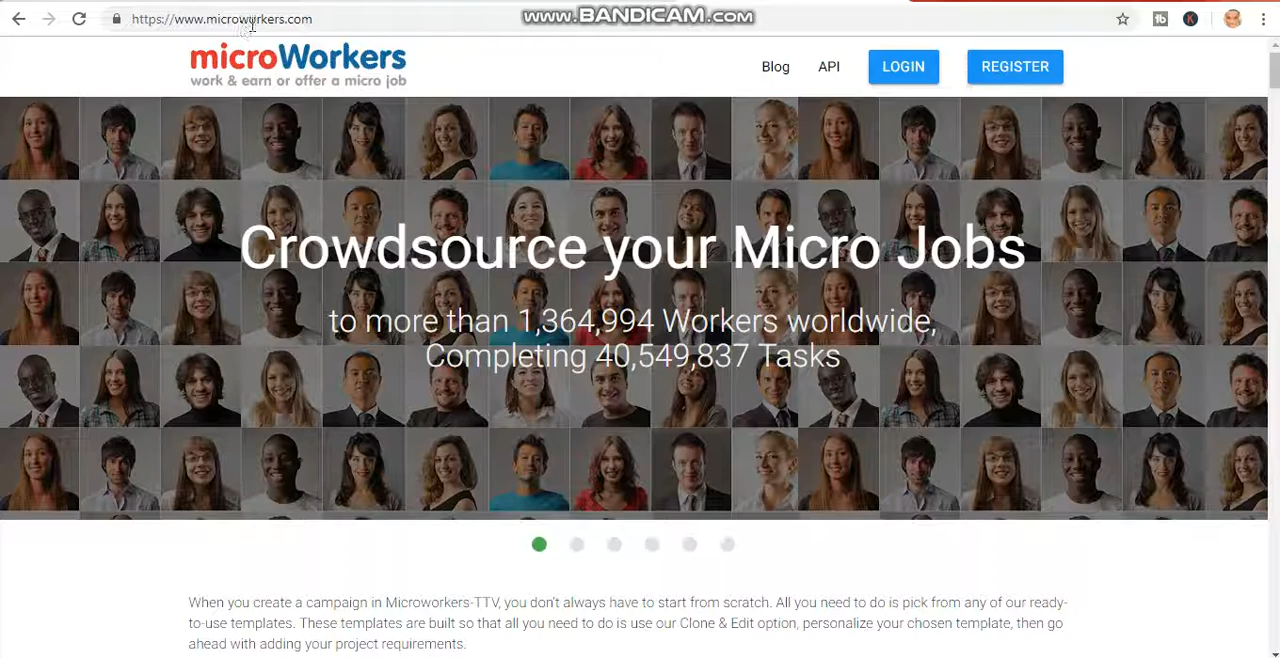 www.BANDICAM.com
https://www.microworkers.com
microWorkers
work & earn or offer a micro job
Blog
API
LOGIN
REGISTER
Crowdsource your Micro Jobs
to more than 1,364,994 Workers worldwide,
Completing 40,549,837 Tasks
When you create a campaign in Microworkers-TTV, you don't always have to start from scratch. All you need to do is pick from any of our ready-
to-use templates. These templates are built so that all you need to do is use our Clone & Edit option, personalize your chosen template, then go
ahead with adding your project requirements.